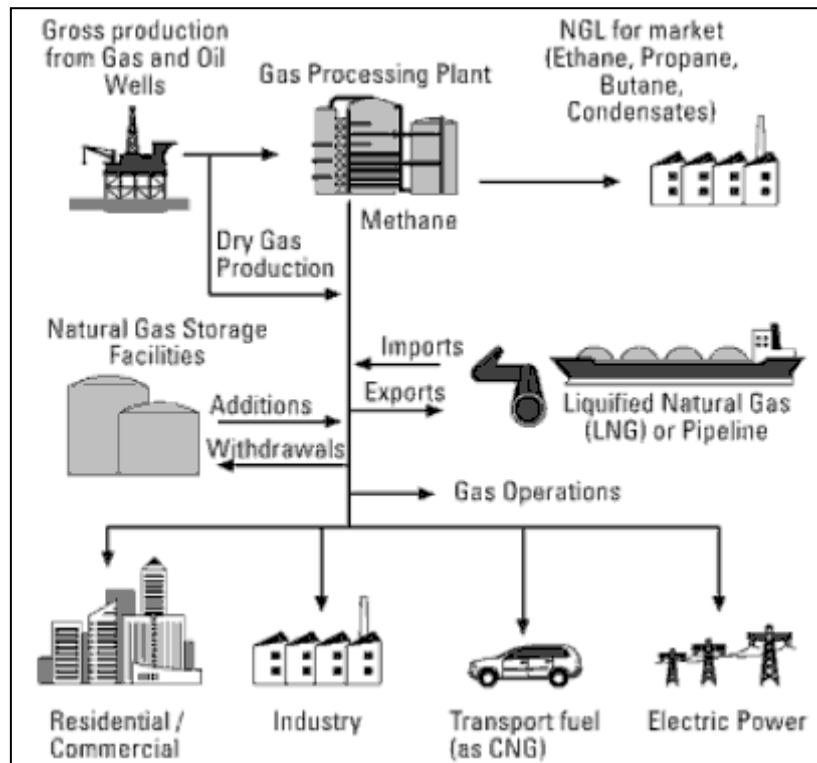 Gross production
from Gas and Oil
Wells
Gas Processing Plant
NGL for market
(Ethane, Propane,
Butane,
Condensates)
Methane
Dry Gas
Production
Natural Gas Storage
Facilities
Imports
Exports
Liquified Natural Gas
(LNG) or Pipeline
Additions
Withdrawals
Gas Operations
Residential /
Commercial
Industry
Transport fuel
(as CNG)
Electric Power